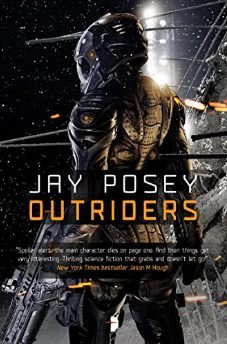 JAY POSEY
OUTRIDERS
"Spoiler alert: the main character dies on page one. And then things get
very interesting. Thrilling science fiction that grabs and doesn't let go!"
New York Times bestseller Jason M Hough